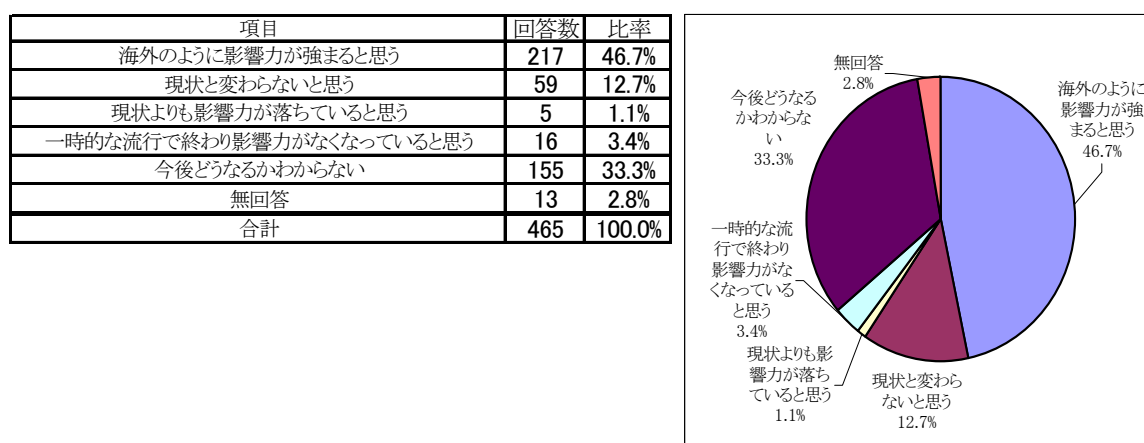 項目 回答数 比率
海外のように影響力が強まると思う 217 46.7%
現状と変わらないと思う 59 12.7%
現状よりも影響力が落ちていると思う 5 1.1%
一時的な流行で終わり影響力がなくなっていると思う 16 3.4%
今後どうなるかわからない 155 33.3%
無回答 13 2.8%
合計 465 100.0%
無回答
2.8%
海外のように
影響力が強
まると思う
46.7%
今後どうなる
かわからな
い
33.3%
一時的な流
行で終わり
影響力がな
くなっている
と思う
3.4%
現状よりも影
響力が落ち
ていると思う
1.1%
現状と変わら
ないと思う
12.7%